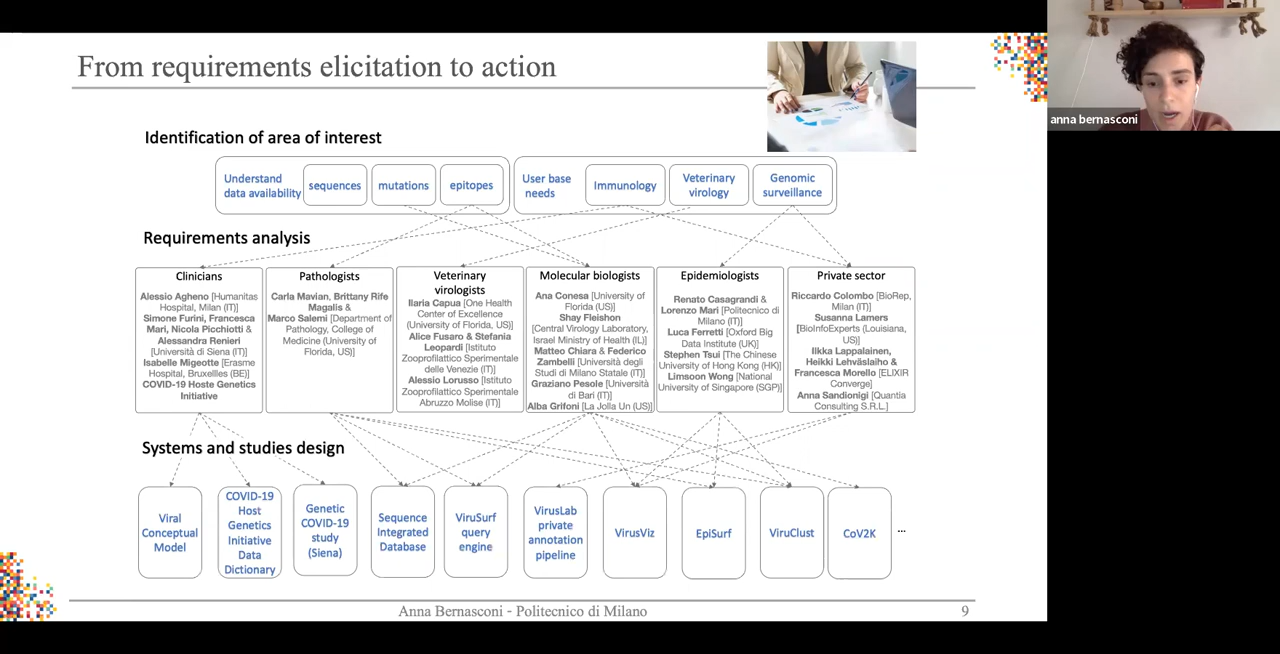 From requirements elicitation to action
anna bernasconi
Identification of area of interest
Understand
data availability
sequences
mutations
epitopes
User base
needs
Immunology
Veterinary
virology
Genomic
surveillance
Requirements analysis
Clinicians
Alessio Agheno [Humanitas
Hospital, Milan (IT)]
Simone Furini, Francesca
Mari, Nicola Picchiotti &
Alessandra Renieri
[Università di Siena (IT)]
Isabelle Migeotte [Erasme
Hospital, Bruxellles (BE)]
COVID-19 Hoste Genetics
Initiative
Pathologists
Carla Mavian, Brittany Rife
Magalis &
Marco Salemi [Department of
Pathology, College of
Medicine (University of
Florida, US)]
Veterinary
virologists
Ilaria Capua [One Health
Center of Excellence
(University of Florida, US)]
Alice Fusaro & Stefania
Leopardi [Istituto
Zooprofilattico Sperimentale
delle Venezie (IT)]
Alessio Lorusso [Istituto
Zooprofilattico Sperimentale
Abruzzo Molise (IT)]
Molecular biologists
Ana Conesa [University of
Florida (US)]
Shay Fleishon
[Central Virology Laboratory,
Israel Ministry of Health (IL)]
Matteo Chiara & Federico
Zambelli [Università degli
Studi di Milano Statale (IT)]
Graziano Pesole [Università
di Bari (IT)]
Alba Grifoni [La Jolla Un (US)]
Epidemiologists
Renato Casagrandi &
Lorenzo Mari [Politecnico di
Milano (IT)]
Luca Ferretti [Oxford Big
Data Institute (UK)]
Stephen Tsui [The Chinese
University of Hong Kong (HK)]
Limsoon Wong [National
University of Singapore (SGP)]
Private sector
Riccardo Colombo [BioRep,
Milan (IT)]
Susanna Lamers
[BioInfoExperts (Louisiana,
US)]
Ilkka Lappalainen,
Heikki Lehväslaiho &
Francesca Morello [ELIXIR
Converge]
Anna Sandionigi [Quantia
Consulting S.R.L.]
Systems and studies design
Viral
Conceptual
Model
COVID-19
Host
Genetics
Initiative
Data
Dictionary
Genetic
COVID-19
study
(Siena)
Sequence
Integrated
Database
ViruSurf
query
engine
VirusLab
private
annotation
pipeline
VirusViz
EpiSurf
ViruClust
CoV2K
...
Anna Bernasconi - Politecnico di Milano
9